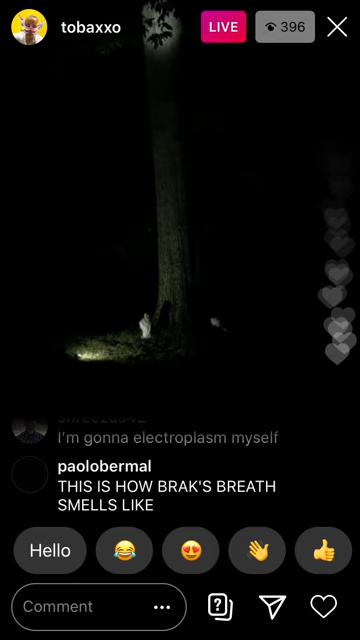 tobaxxo
LIVE
396
I'm gonna electroplasm myself
paolobermal
THIS IS HOW BRAK'S BREATH
SMELLS LIKE
Hello
Comment